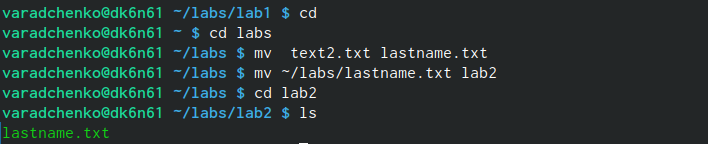 varadchenko@dk6n61 ~/labs/lab1 $ cd
varadchenko@dk6n61 ~ $ cd labs
varadchenko@dk6n61 ~/labs $ mv  text2.txt lastname.txt
varadchenko@dk6n61 ~/labs $ mv ~/labs/lastname.txt lab2
varadchenko@dk6n61 ~/labs $ cd lab2
varadchenko@dk6n61 ~/labs/lab2 $ ls
lastname.txt